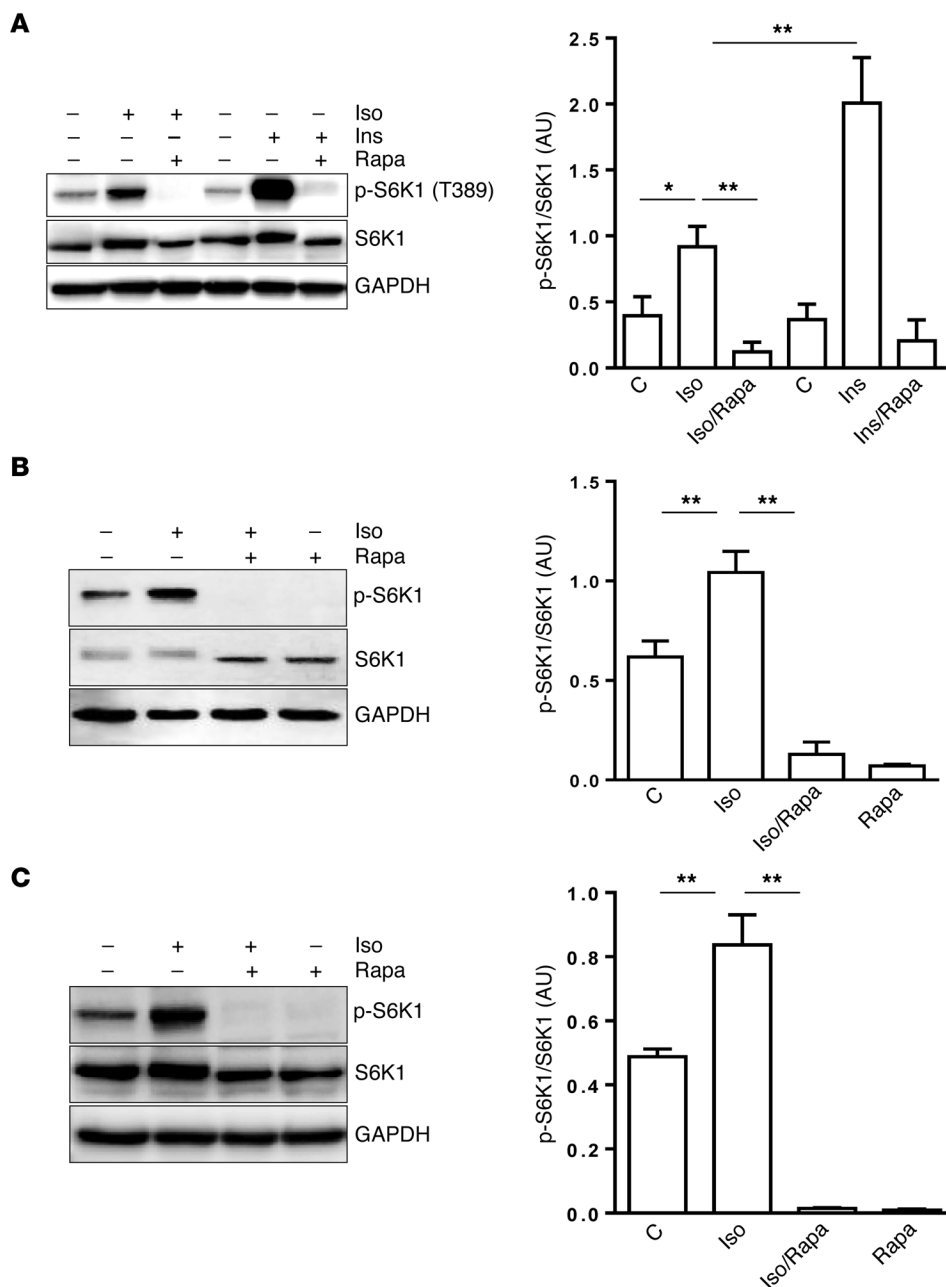 A
– + + – – – Iso
– – – – + + Ins
– – + – – + Rapa
p-S6K1 (T389)
S6K1
GAPDH
p-S6K1/S6K1 (AU)
2.5
2.0
1.5
1.0
0.5
0.0
**
* **
C Iso Iso/Rapa C Ins Ins/Rapa
B
– + + – Iso
– – + + Rapa
p-S6K1
S6K1
GAPDH
p-S6K1/S6K1 (AU)
1.5
1.0
0.5
0.0
** **
C Iso Iso/Rapa Rapa
C
– + + – Iso
– – + + Rapa
p-S6K1
S6K1
GAPDH
p-S6K1/S6K1 (AU)
1.0
0.8
0.6
0.4
0.2
0.0
** **
C Iso Iso/Rapa Rapa